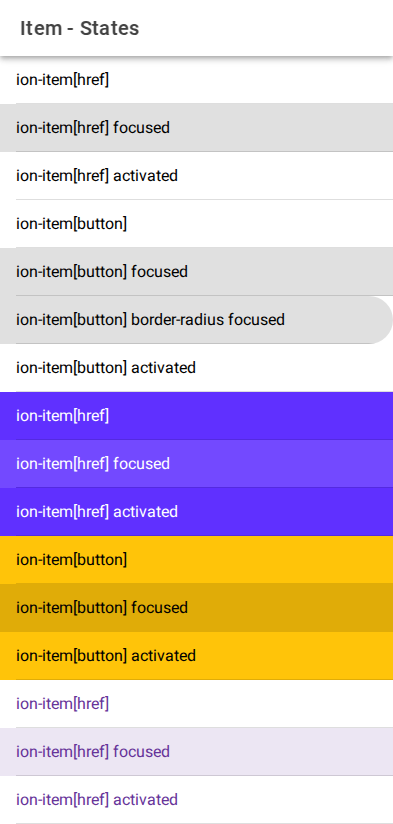 Item - States
ion-item[href]
ion-item[href] focused
ion-item[href] activated
ion-item[button]
ion-item[button] focused
ion-item[button] border-radius focused
ion-item[button] activated
ion-item[href]
ion-item[href] focused
ion-item[href] activated
ion-item[button]
ion-item[button] focused
ion-item[button] activated
ion-item[href]
ion-item[href] focused
ion-item[href] activated